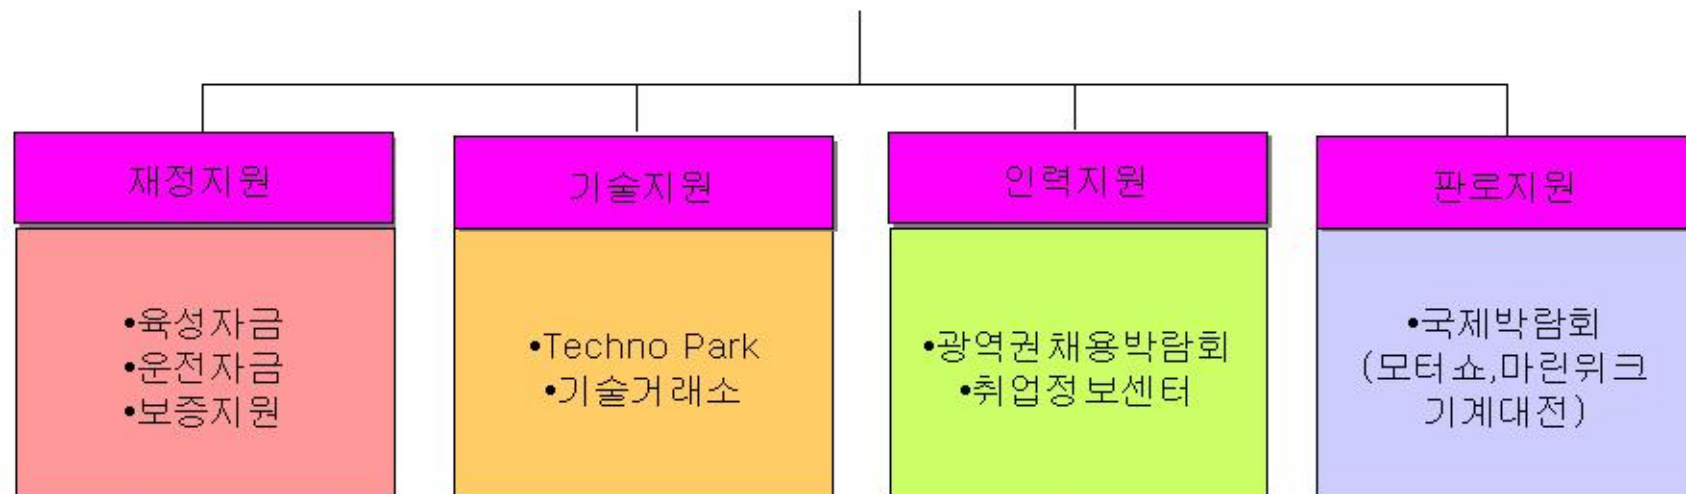 재정지원
•육성자금
•운전자금
•보증지원
기술지원
•Techno Park
•기술거래소
인력지원
•광역권채용박람회
•취업정보센터
판로지원
•국제박람회
(모터쇼,마린위크
기계대전)